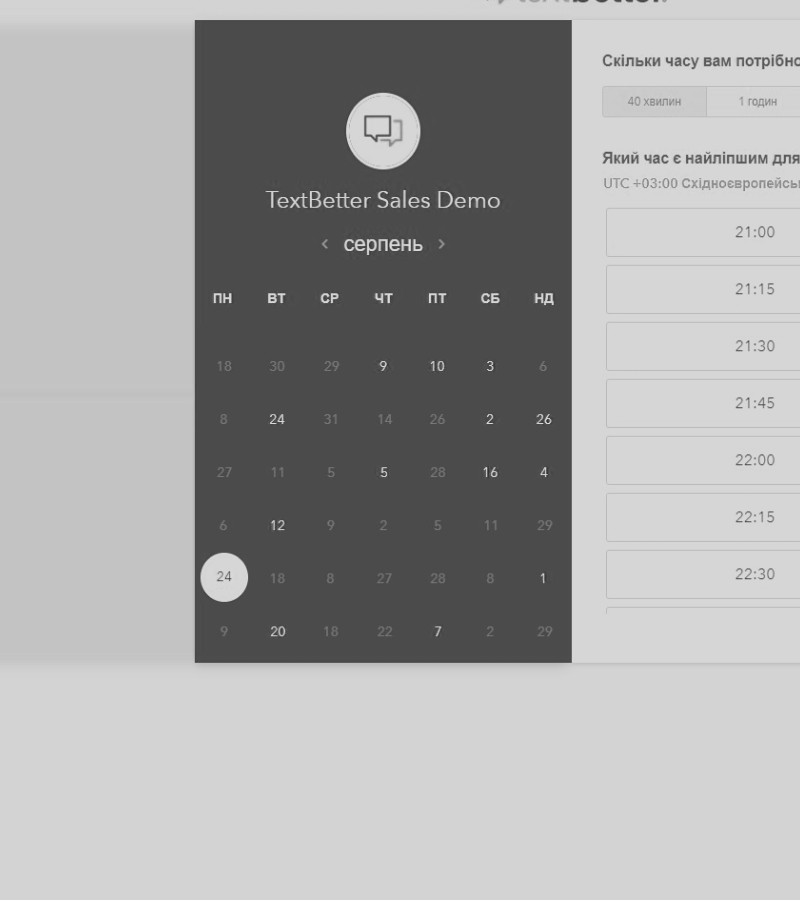 TextBetter Sales Demo
‹ серпень ›
ПН ВТ СР ЧТ ПТ СБ НД
18 30 29 9 10 3 6
8 24 31 14 26 2 26
27 11 5 5 28 16 4
6 12 9 2 5 11 29
24 18 8 27 28 8 1
9 20 18 22 7 2 29
Скільки часу вам потрібно
40 хвилин 1 годин
Який час є найліпшим для
UTC +03:00 Східноєвропейсь
21:00
21:15
21:30
21:45
22:00
22:15
22:30